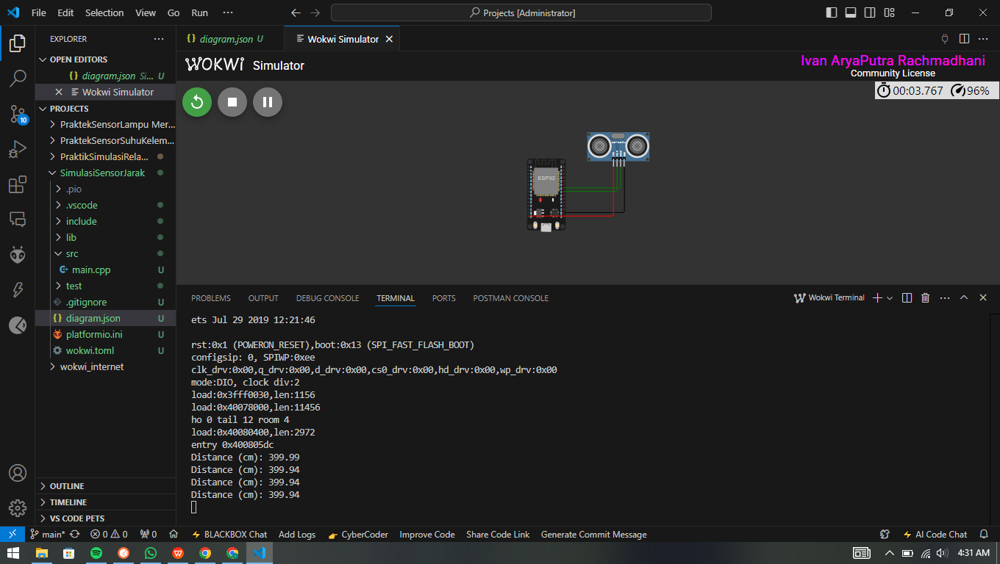 File Edit Selection View Go Run ···
Projects [Administrator]
EXPLORER
OPEN EDITORS
{} diagram.json Si... U
Wokwi Simulator
PROJECTS
PraktekSensorLampu Mer...
PraktekSensorSuhuKelem...
PraktikSimulasiRela...
SimulasiSensorJarak
.pio
.vscode
include
lib
src
main.cpp U
test
.gitignore U
{} diagram.json U
platformio.ini U
wokwi.toml U
wokwi_internet
OUTLINE
TIMELINE
VS CODE PETS
10
{} diagram.json U
Wokwi Simulator
WOKWI Simulator
Ivan AryaPutra Rachmadhani
Community License
00:03.767 96%
ESP32
PROBLEMS OUTPUT DEBUG CONSOLE TERMINAL PORTS POSTMAN CONSOLE
Wokwi Terminal
ets Jul 29 2019 12:21:46
rst:0x1 (POWERON_RESET),boot:0x13 (SPI_FAST_FLASH_BOOT)
configsip: 0, SPIWP:0xee
clk_drv:0x00,q_drv:0x00,d_drv:0x00,cs0_drv:0x00,hd_drv:0x00,wp_drv:0x00
mode:DIO, clock div:2
load:0x3fff0030,len:1156
load:0x40078000,len:11456
ho 0 tail 12 room 4
load:0x40080400,len:2972
entry 0x400805dc
Distance (cm): 399.99
Distance (cm): 399.94
Distance (cm): 399.94
Distance (cm): 399.94
main* 0 0 0 BLACKBOX Chat Add Logs CyberCoder Improve Code Share Code Link Generate Commit Message AI Code Chat
4:31 AM